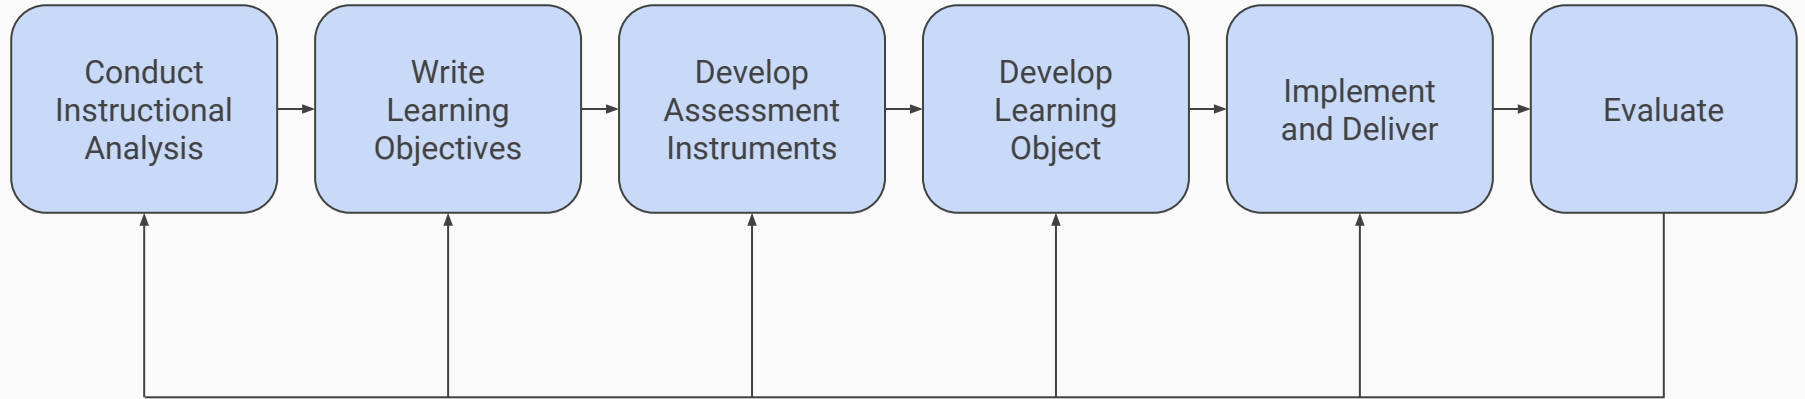 Conduct
Instructional
Analysis
Write
Learning
Objectives
Develop
Assessment
Instruments
Develop
Learning
Object
Implement
and Deliver
Evaluate